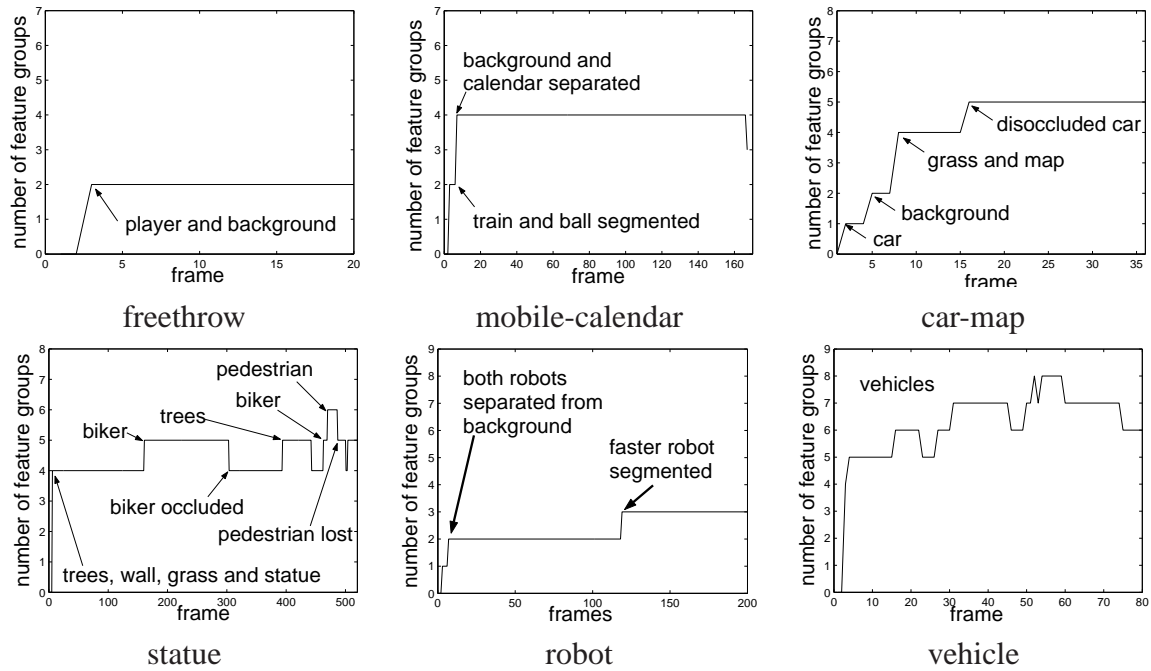 number of feature groups
7
6
5
4
3
2
1
0
player and background
0 5 10 15 20
frame
freethrow
number of feature groups
7
6
5
4
3
2
1
0
background and
calendar separated
train and ball segmented
0 20 40 60 80 100 120 140 160
frame
mobile-calendar
number of feature groups
8
7
6
5
4
3
2
1
0
disoccluded car
grass and map
background
car
5 10 15 20 25 30 35
frame
car-map
number of feature groups
8
7
6
5
4
3
2
1
0
pedestrian
biker
trees
biker
biker occluded
pedestrian lost
trees, wall, grass and statue
0 100 200 300 400 500
frame
statue
number of feature groups
9
8
7
6
5
4
3
2
1
0
both robots
separated from
background
faster robot
segmented
0 50 100 150 200
frames
robot
number of feature groups
9
8
7
6
5
4
3
2
1
0
vehicles
0 10 20 30 40 50 60 70 80
frame
vehicle